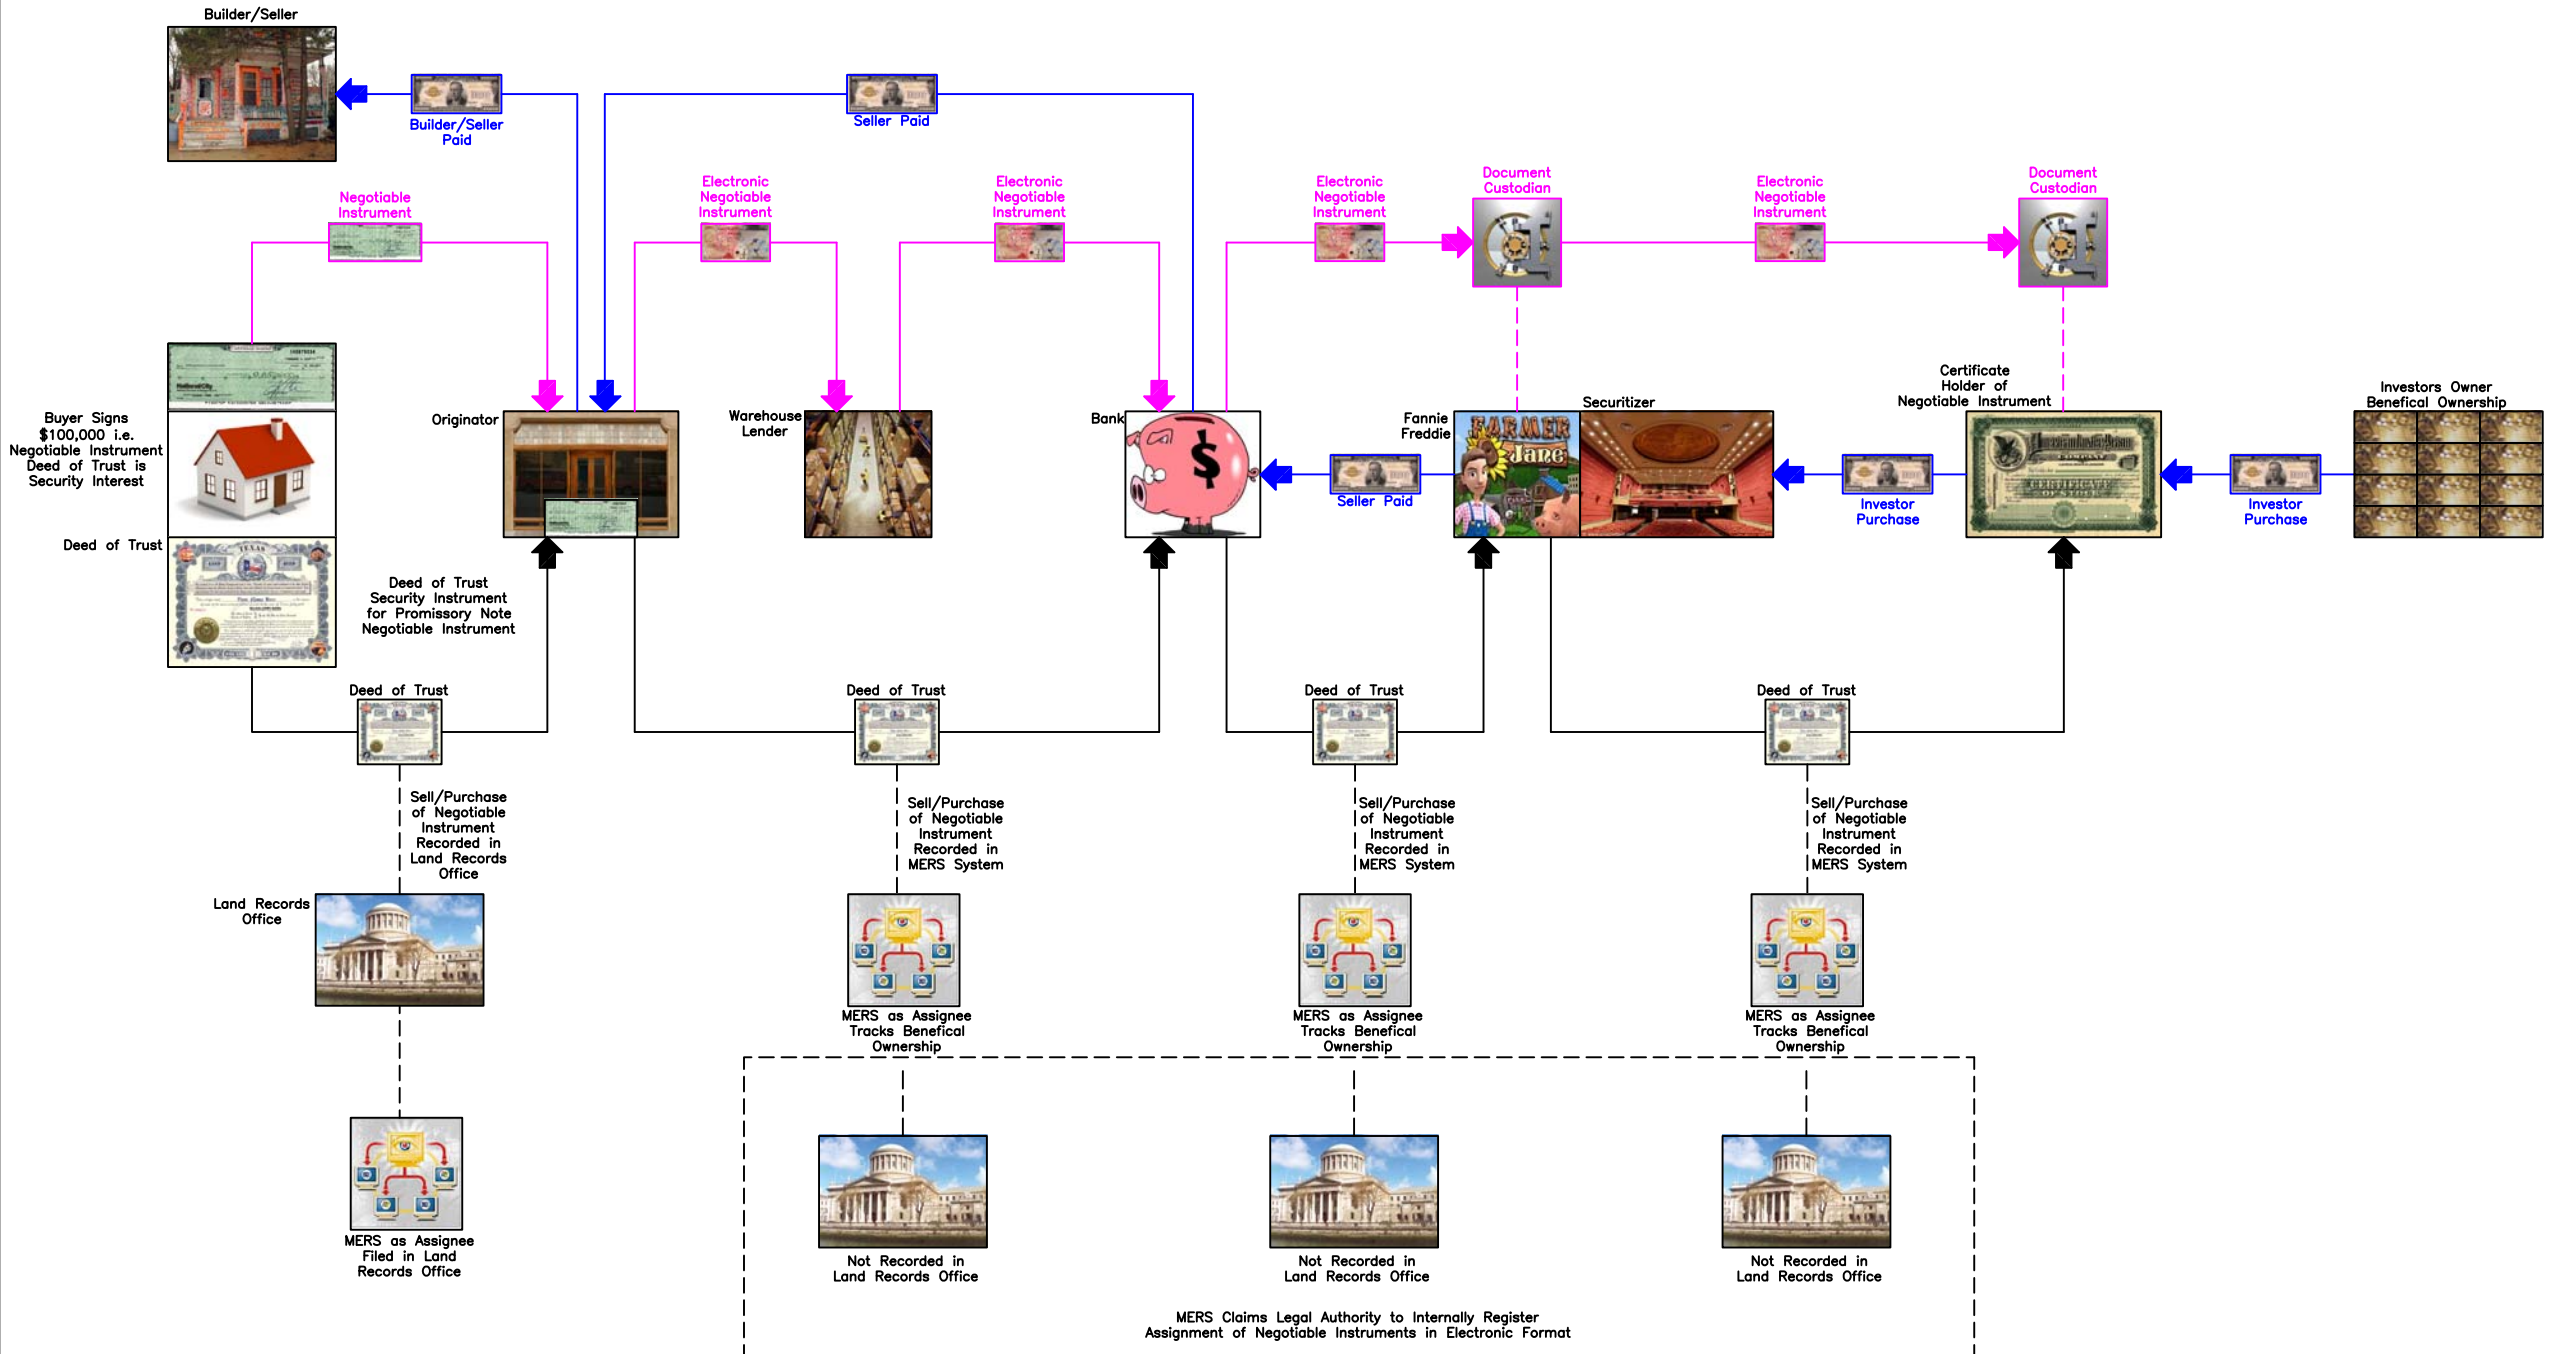 Builder/Seller
Builder/Seller
Paid
Seller Paid
Negotiable
Instrument
Electronic
Negotiable
Instrument
Electronic
Negotiable
Instrument
Electronic
Negotiable
Instrument
Document
Custodian
Electronic
Negotiable
Instrument
Document
Custodian
Buyer Signs
$100,000 i.e.
Negotiable Instrument
Deed of Trust is
Security Interest
Originator
Warehouse
Lender
Bank
$
Fannie
Freddie
FARMER
Jane
Securitizer
Certificate
Holder of
Negotiable Instrument
Investors Owner
Benefical Ownership
Seller Paid
Investor
Purchase
Investor
Purchase
Deed of Trust
TEXAS
Deed of Trust
Security Instrument
for Promissory Note
Negotiable Instrument
Deed of Trust
Deed of Trust
Deed of Trust
Deed of Trust
Sell/Purchase
of Negotiable
Instrument
Recorded in
Land Records
Office
Sell/Purchase
of Negotiable
Instrument
Recorded in
MERS System
Sell/Purchase
of Negotiable
Instrument
Recorded in
MERS System
Sell/Purchase
of Negotiable
Instrument
Recorded in
MERS System
Land Records
Office
MERS as Assignee
Tracks Benefical
Ownership
MERS as Assignee
Tracks Benefical
Ownership
MERS as Assignee
Tracks Benefical
Ownership
MERS as Assignee
Filed in Land
Records Office
Not Recorded in
Land Records Office
Not Recorded in
Land Records Office
Not Recorded in
Land Records Office
MERS Claims Legal Authority to Internally Register
Assignment of Negotiable Instruments in Electronic Format